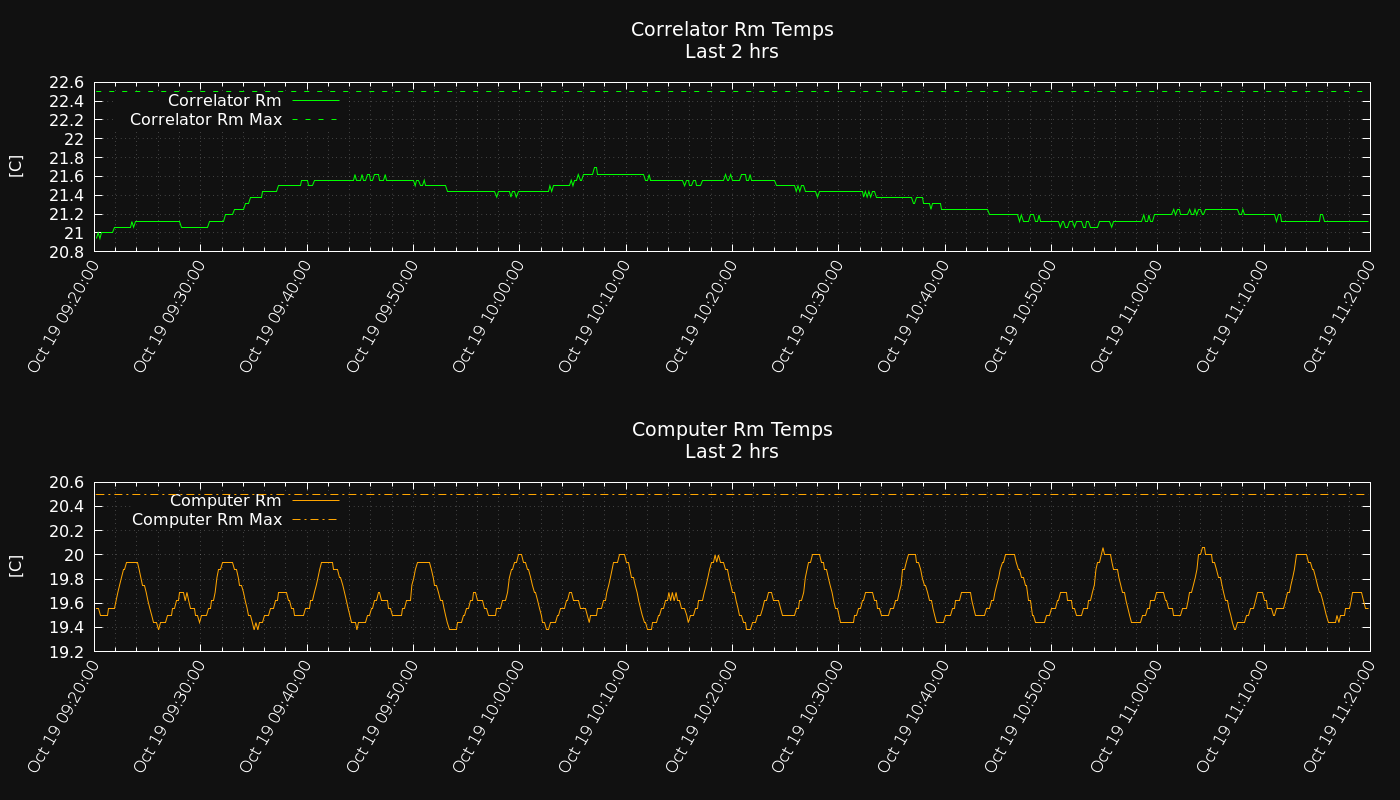 Correlator Rm Temps
Last 2 hrs
22.6
22.4
22.2
22
21.8
21.6
21.4
21.2
21
20.8
[C]
Correlator Rm
Correlator Rm Max
Oct 19 09:20:00
Oct 19 09:30:00
Oct 19 09:40:00
Oct 19 09:50:00
Oct 19 10:00:00
Oct 19 10:10:00
Oct 19 10:20:00
Oct 19 10:30:00
Oct 19 10:40:00
Oct 19 10:50:00
Oct 19 11:00:00
Oct 19 11:10:00
Oct 19 11:20:00
Computer Rm Temps
Last 2 hrs
20.6
20.4
20.2
20
19.8
19.6
19.4
19.2
[C]
Computer Rm
Computer Rm Max
Oct 19 09:20:00
Oct 19 09:30:00
Oct 19 09:40:00
Oct 19 09:50:00
Oct 19 10:00:00
Oct 19 10:10:00
Oct 19 10:20:00
Oct 19 10:30:00
Oct 19 10:40:00
Oct 19 10:50:00
Oct 19 11:00:00
Oct 19 11:10:00
Oct 19 11:20:00